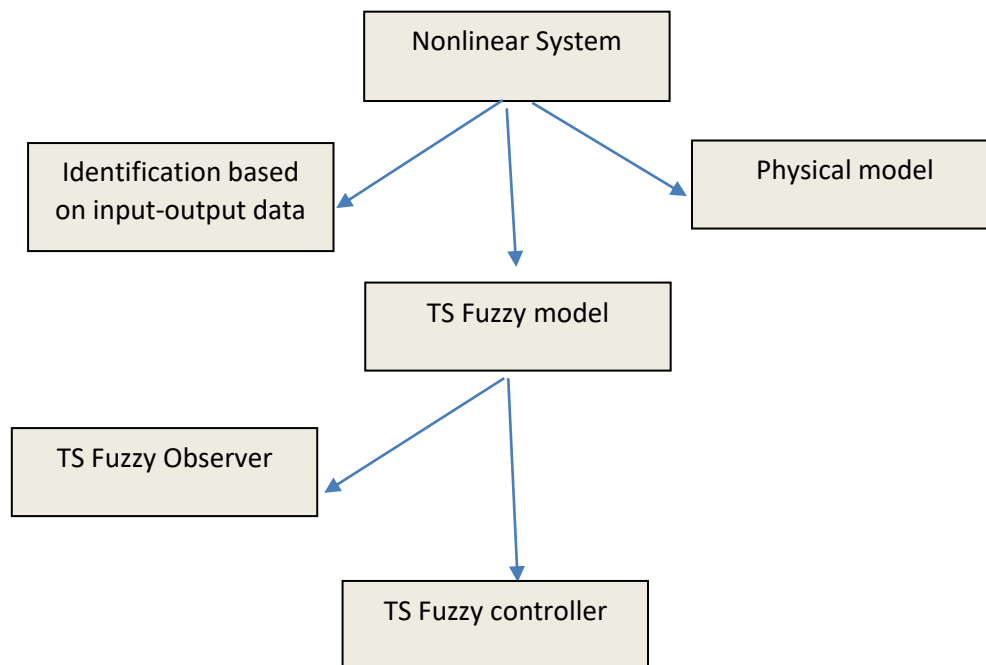 Nonlinear System
Identification based
on input-output data
Physical model
TS Fuzzy model
TS Fuzzy Observer
TS Fuzzy controller